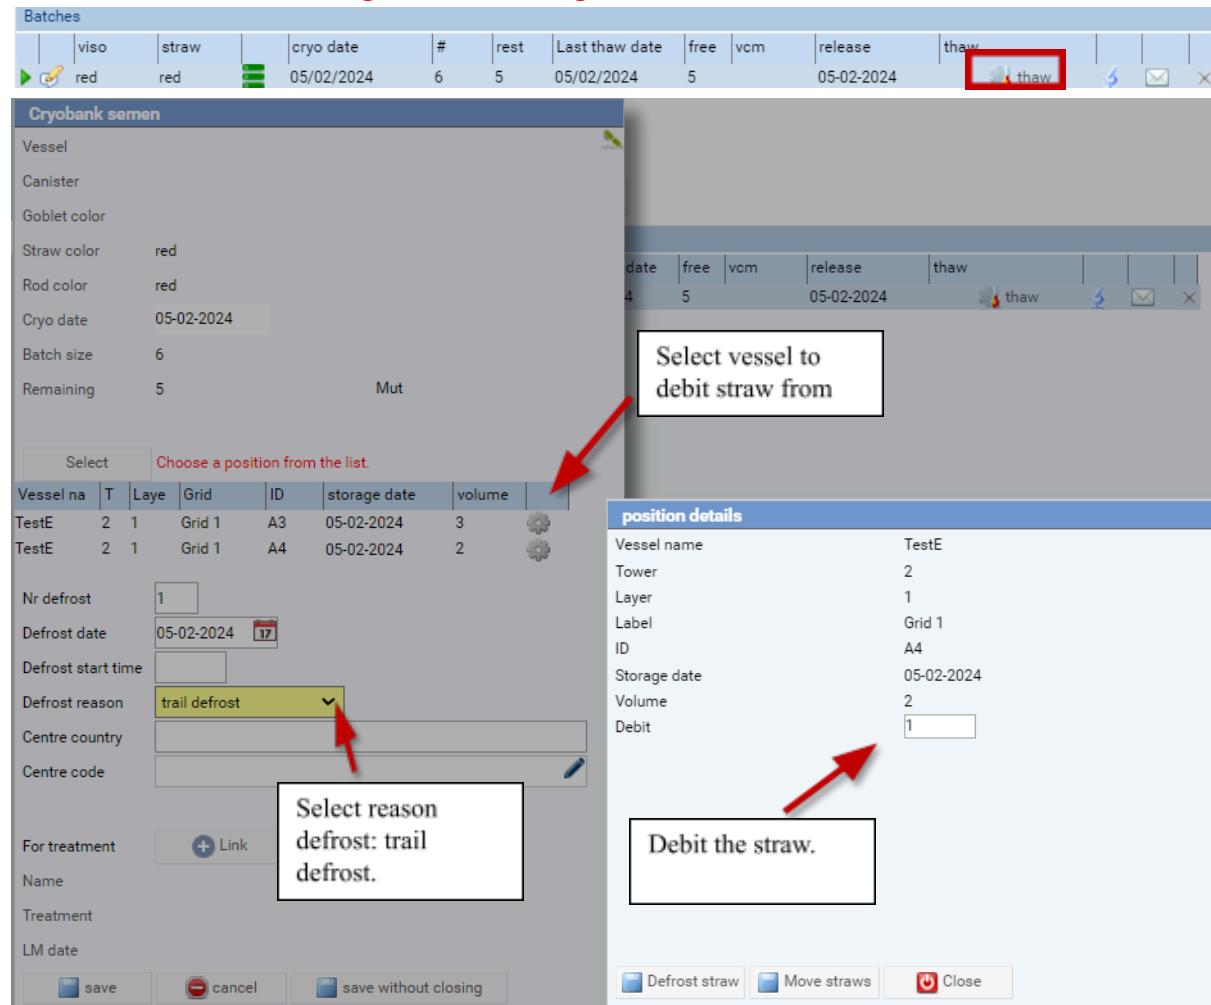 Batches
viso straw cryo date # rest Last thaw date free vcm release thaw
red red 05/02/2024 6 5 05/02/2024 5 05-02-2024 thaw
Cryobank semen
Vessel
Canister
Goblet color
Straw color red
Rod color red
Cryo date 05-02-2024
Batch size 6
Remaining 5 Mut
date free vcm release thaw
4 5 05-02-2024 thaw
Select vessel to
debit straw from
Select Choose a position from the list.
Vessel na T Laye Grid ID storage date volume
TestE 2 1 Grid 1 A3 05-02-2024 3
TestE 2 1 Grid 1 A4 05-02-2024 2
Nr defrost 1
Defrost date 05-02-2024 17
Defrost start time
Defrost reason trail defrost
Centre country
Centre code
Select reason
defrost: trail
defrost.
For treatment Link
Name
Treatment
LM date
save cancel save without closing
position details
Vessel name TestE
Tower 2
Layer 1
Label Grid 1
ID A4
Storage date 05-02-2024
Volume 2
Debit 1
Debit the straw.
Defrost straw Move straws Close